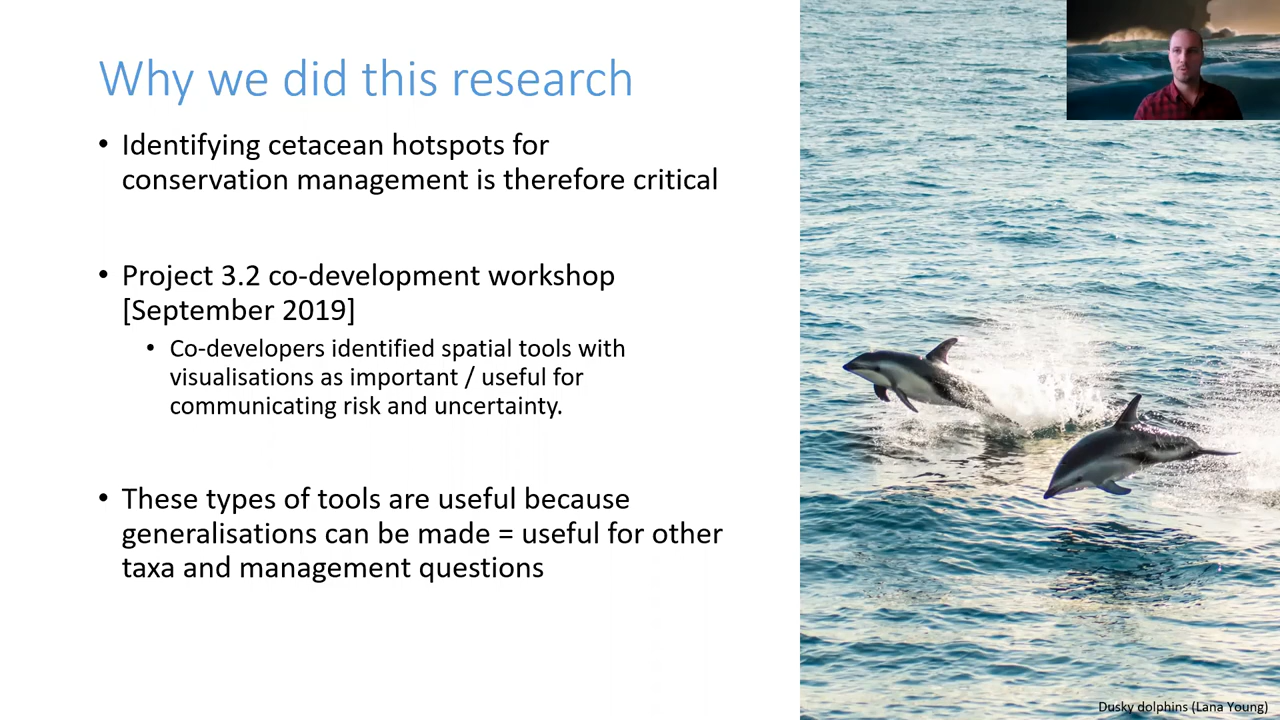 Why we did this research
• Identifying cetacean hotspots for
conservation management is therefore critical
• Project 3.2 co-development workshop
[September 2019]
• Co-developers identified spatial tools with
visualisations as important / useful for
communicating risk and uncertainty.
• These types of tools are useful because
generalisations can be made = useful for other
taxa and management questions
Dusky dolphins (Lana Young)